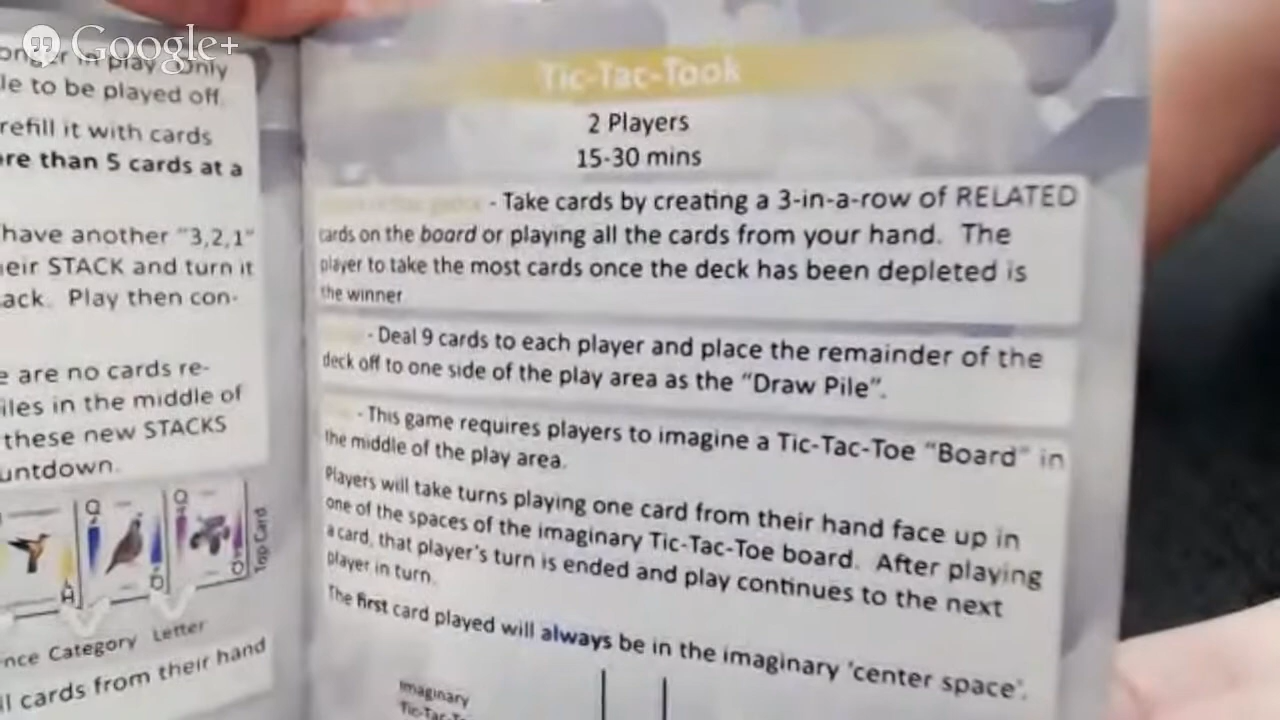 Google+
onger in play Only
le to be played off.
refill it with cards
ore than 5 cards at a
have another "3,2,1"
heir STACK and turn it
ack. Play then con-
e are no cards re-
iles in the middle of
these new STACKS
untdown.
Q Q
A Q Q
Top Card
nce Category Letter
ll cards from their hand
Tic-Tac-Took
2 Players
15-30 mins
- Take cards by creating a 3-in-a-row of RELATED
cards on the board or playing all the cards from your hand. The
player to take the most cards once the deck has been depleted is
the winner
- Deal 9 cards to each player and place the remainder of the
deck off to one side of the play area as the "Draw Pile".
- This game requires players to imagine a Tic-Tac-Toe "Board" in
the middle of the play area.
Players will take turns playing one card from their hand face up in
one of the spaces of the imaginary Tic-Tac-Toe board. After playing
a card, that player's turn is ended and play continues to the next
player in turn.
The first card played will always be in the imaginary 'center space'.
Imaginary
Tic-Tac-T